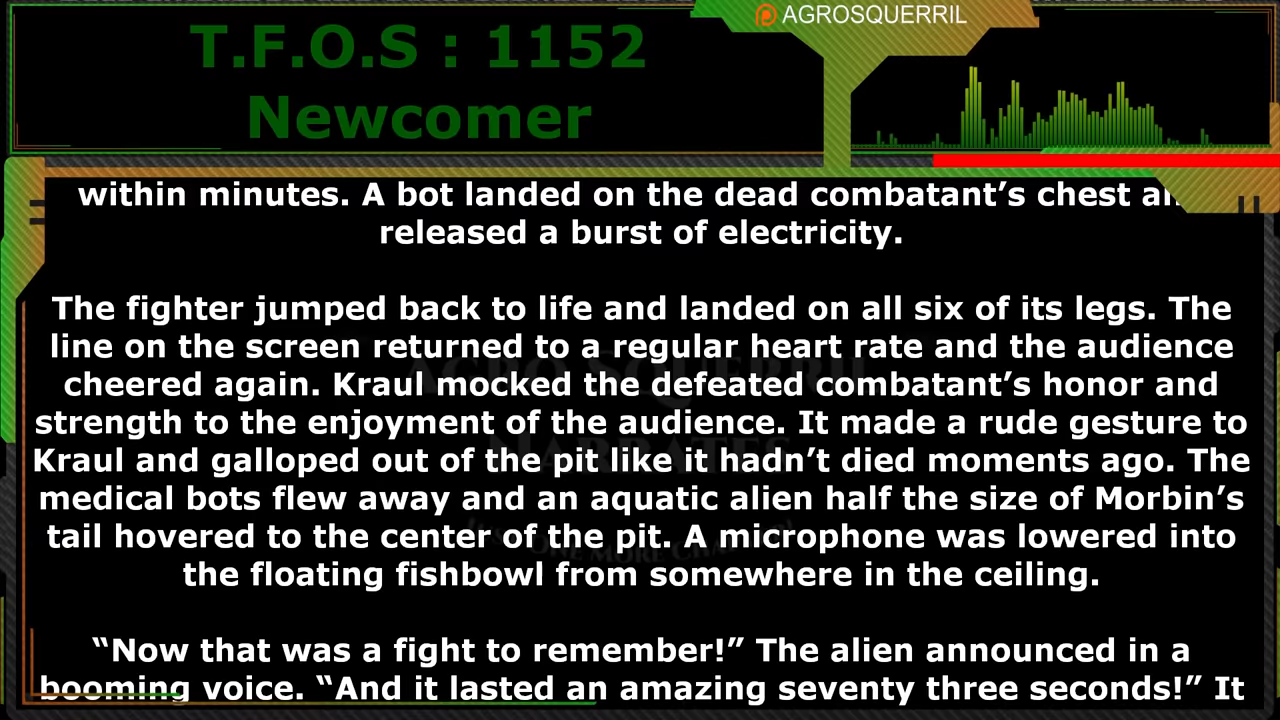 AGROSQUERRIL
T.F.O.S : 1152
Newcomer
within minutes. A bot landed on the dead combatant’s chest an
released a burst of electricity.
The fighter jumped back to life and landed on all six of its legs. The
line on the screen returned to a regular heart rate and the audience
cheered again. Kraul mocked the defeated combatant’s honor and
strength to the enjoyment of the audience. It made a rude gesture to
Kraul and galloped out of the pit like it hadn’t died moments ago. The
medical bots flew away and an aquatic alien half the size of Morbin’s
tail hovered to the center of the pit. A microphone was lowered into
the floating fishbowl from somewhere in the ceiling.
“Now that was a fight to remember!” The alien announced in a
booming voice. “And it lasted an amazing seventy three seconds!” It